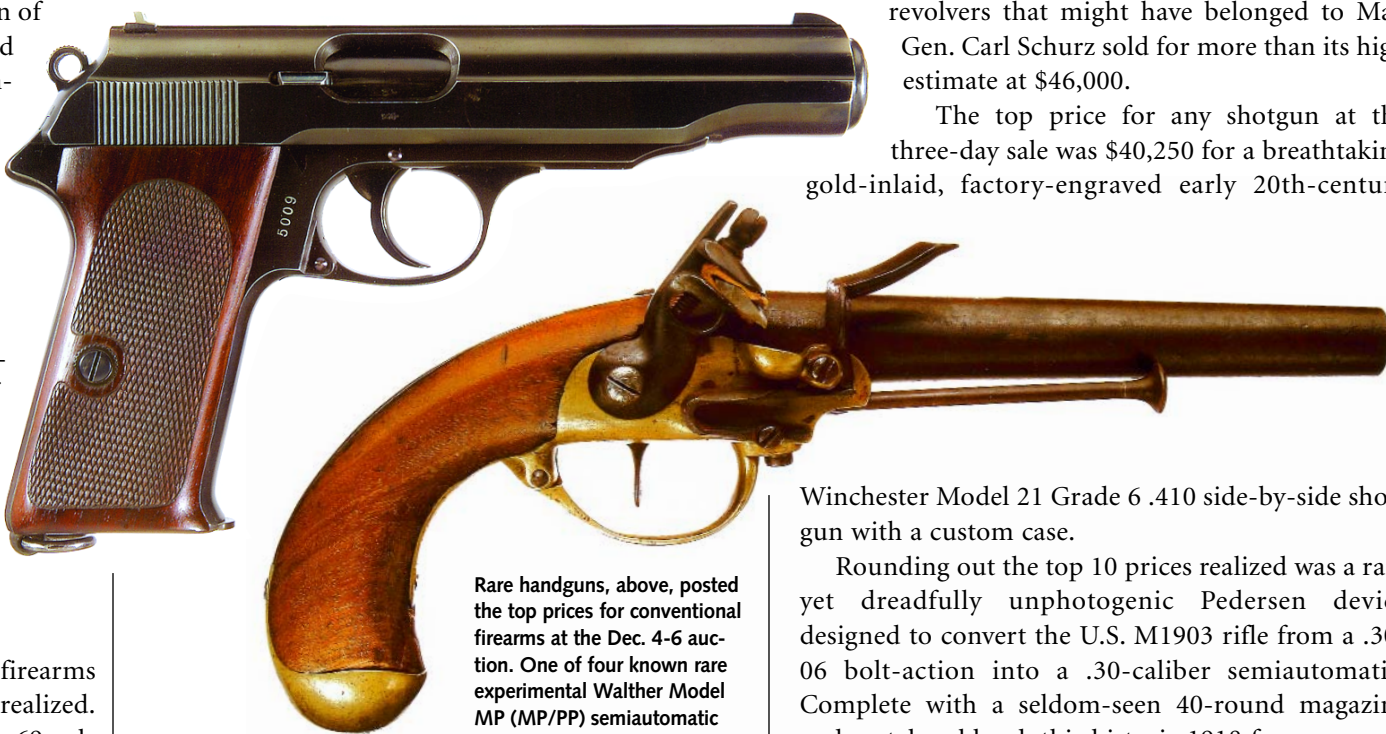 n of
d
firearms
realized.
5009
Rare handguns, above, posted
the top prices for conventional
firearms at the Dec. 4-6 auc-
tion. One of four known rare
experimental Walther Model
MP (MP/PP) semiautomatic
revolvers that might have belonged to Ma
Gen. Carl Schurz sold for more than its hig
estimate at $46,000.
The top price for any shotgun at th
three-day sale was $40,250 for a breathtakin
gold-inlaid, factory-engraved early 20th-centur
Winchester Model 21 Grade 6 .410 side-by-side sho
gun with a custom case.
Rounding out the top 10 prices realized was a ra
yet dreadfully unphotogenic Pedersen devic
designed to convert the U.S. M1903 rifle from a .30
06 bolt-action into a .30-caliber semiautomati
Complete with a seldom-seen 40-round magazin